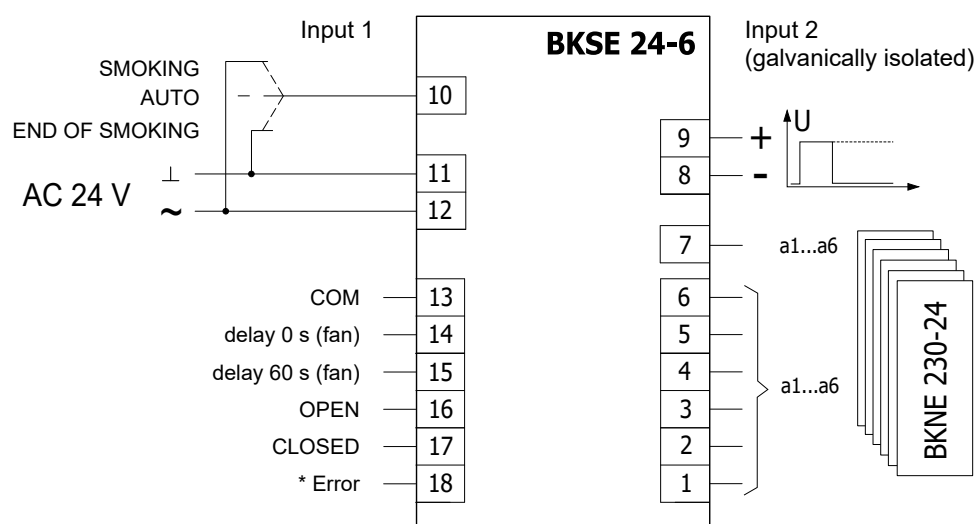 Input 1
BKSE 24-6
Input 2
(galvanically isolated)
SMOKING
AUTO
END OF SMOKING
10
11
12
AC 24 V
⊥
~
9
+
8
-
U
7
a1...a6
COM
13
delay 0 s (fan)
14
delay 60 s (fan)
15
OPEN
16
CLOSED
17
* Error
18
6
5
4
3
2
1
a1...a6
BKNE 230-24